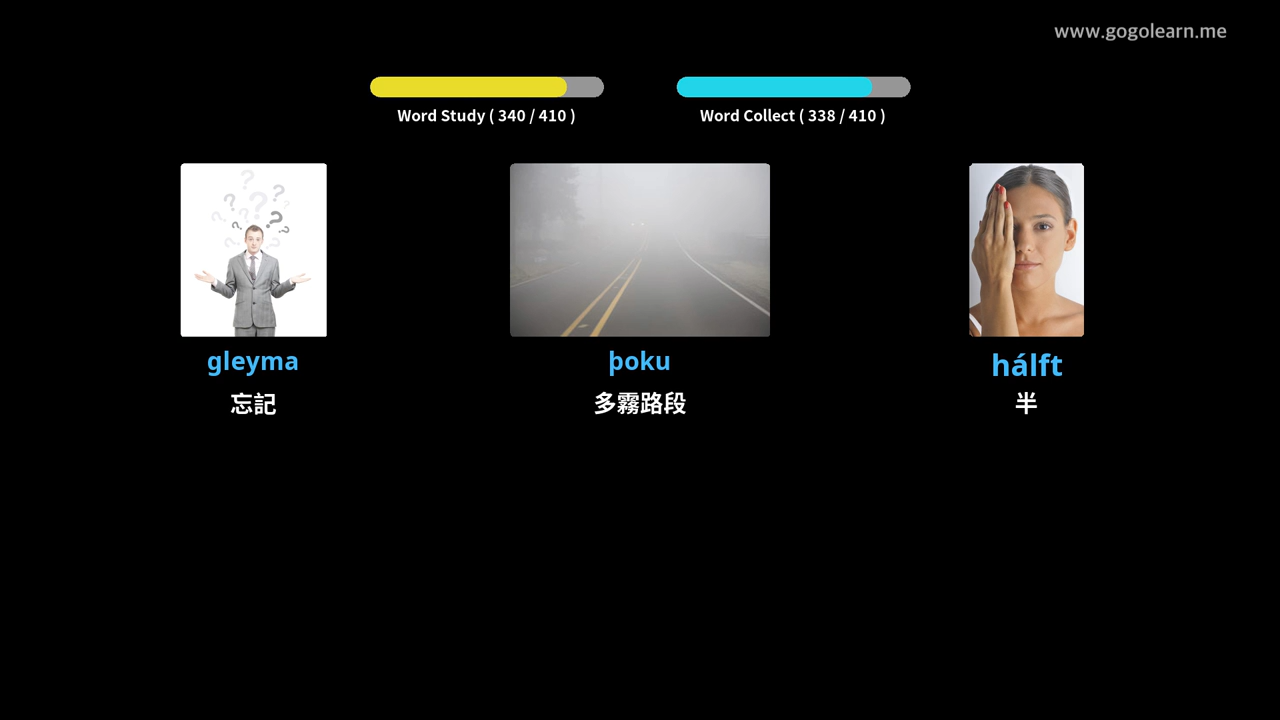 www.gogolearn.me
Word Study ( 340 / 410 )
Word Collect ( 338 / 410 )
gleyma
忘記
þoku
多霧路段
hálft
半